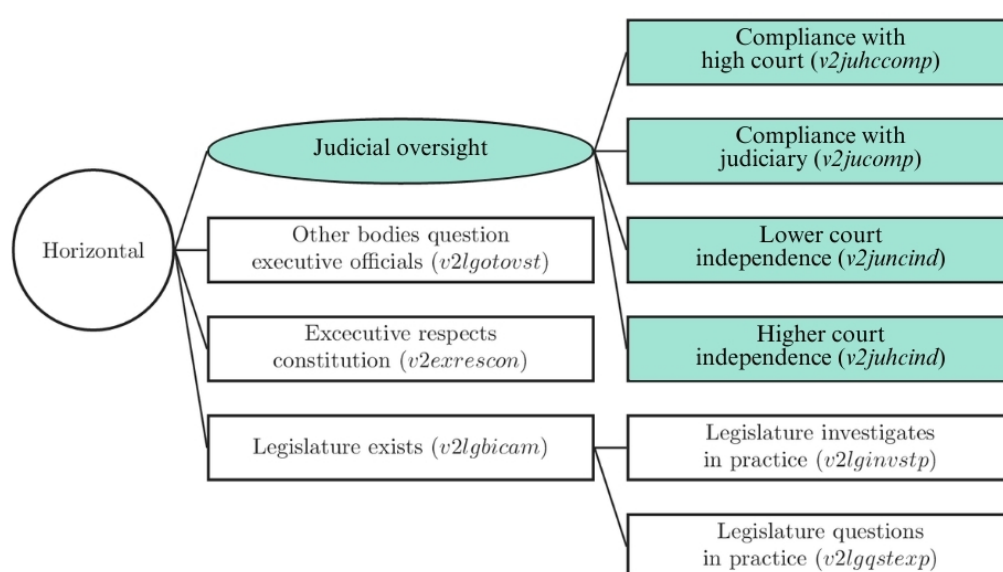 Compliance with
high court (v2juhccomp)
Judicial oversight
Compliance with
judiciary (v2jucomp)
Horizontal
Other bodies question
executive officials (v2lgotovst)
Lower court
independence (v2juncind)
Excecutive respects
constitution (v2exrescon)
Higher court
independence (v2juhcind)
Legislature exists (v2lgbicam)
Legislature investigates
in practice (v2lginvstp)
Legislature questions
in practice (v2lgqstexp)